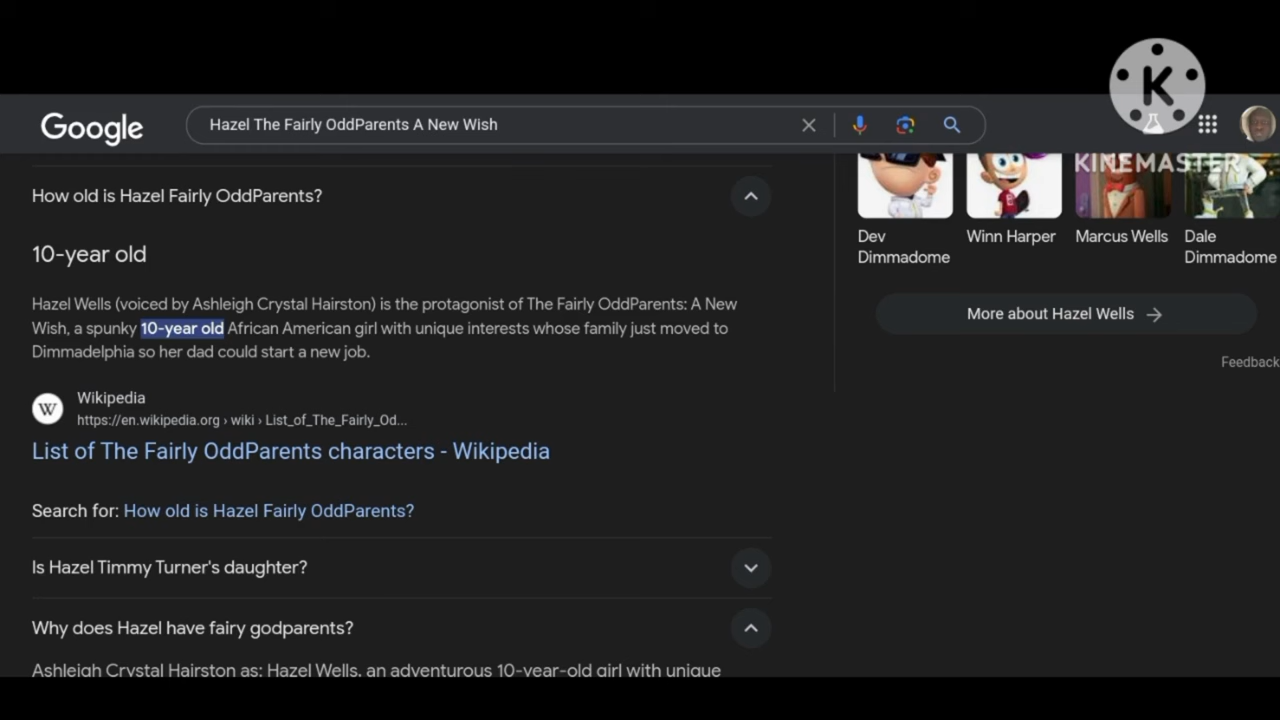 K
KINEMASTER
Google
Hazel The Fairly OddParents A New Wish
How old is Hazel Fairly OddParents?
10-year old
Hazel Wells (voiced by Ashleigh Crystal Hairston) is the protagonist of The Fairly OddParents: A New
Wish, a spunky 10-year old African American girl with unique interests whose family just moved to
Dimmadelphia so her dad could start a new job.
W
Wikipedia
https://en.wikipedia.org › wiki › List_of_The_Fairly_Od...
List of The Fairly OddParents characters - Wikipedia
Search for: How old is Hazel Fairly OddParents?
Is Hazel Timmy Turner's daughter?
Why does Hazel have fairy godparents?
Ashleigh Crystal Hairston as: Hazel Wells, an adventurous 10-year-old girl with unique
Dev
Dimmadome
Winn Harper
Marcus Wells
Dale
Dimmadome
More about Hazel Wells →
Feedback